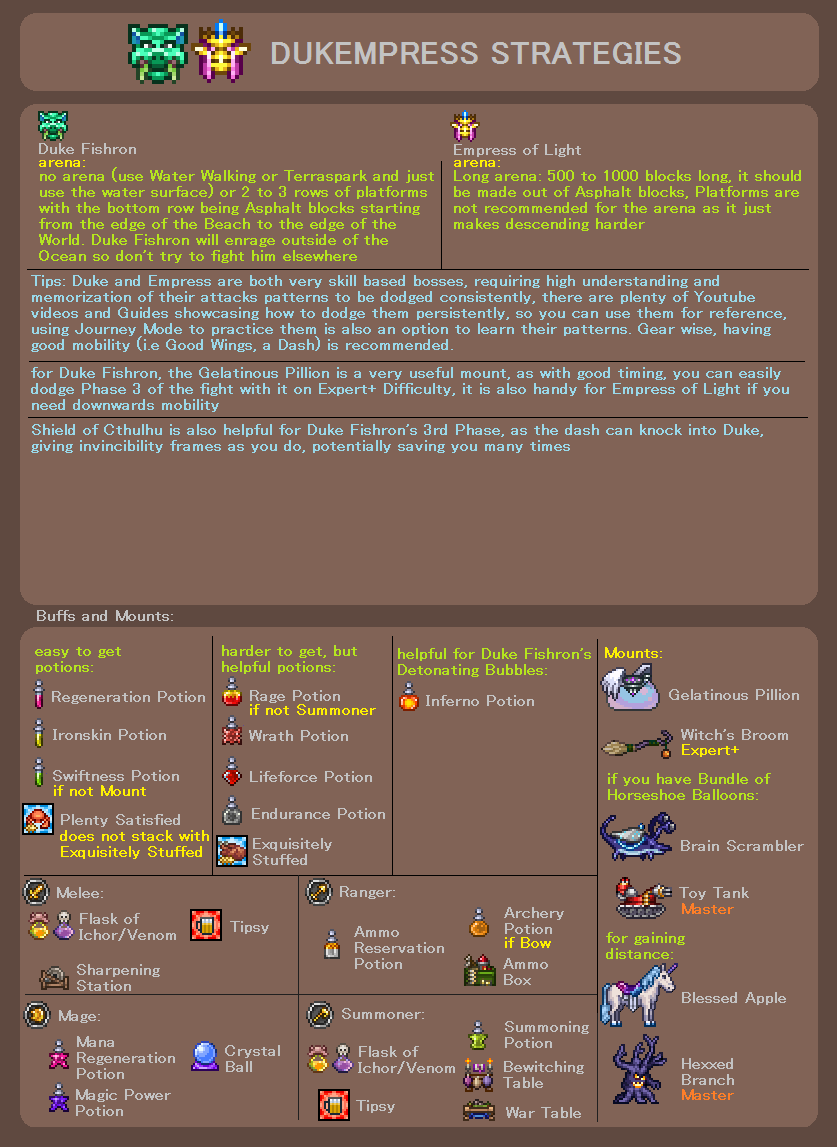 DUKEMPRESS STRATEGIES
Duke Fishron
arena:
no arena (use Water Walking or Terraspark and just
use the water surface) or 2 to 3 rows of platforms
with the bottom row being Asphalt blocks starting
from the edge of the Beach to the edge of the
World. Duke Fishron will enrage outside of the
Ocean so don't try to fight him elsewhere
Empress of Light
arena:
Long arena: 500 to 1000 blocks long, it should
be made out of Asphalt blocks, Platforms are
not recommended for the arena as it just
makes descending harder
Tips: Duke and Empress are both very skill based bosses, requiring high understanding and
memorization of their attacks patterns to be dodged consistently, there are plenty of Youtube
videos and Guides showcasing how to dodge them persistently, so you can use them for reference,
using Journey Mode to practice them is also an option to learn their patterns. Gear wise, having
good mobility (i.e Good Wings, a Dash) is recommended.
for Duke Fishron, the Gelatinous Pillion is a very useful mount, as with good timing, you can easily
dodge Phase 3 of the fight with it on Expert+ Difficulty, it is also handy for Empress of Light if you
need downwards mobility
Shield of Cthulhu is also helpful for Duke Fishron's 3rd Phase, as the dash can knock into Duke,
giving invincibility frames as you do, potentially saving you many times
Buffs and Mounts:
easy to get
potions:
Regeneration Potion
Ironskin Potion
Swiftness Potion
if not Mount
Plenty Satisfied
does not stack with
Exquisitely Stuffed
harder to get, but
helpful potions:
Rage Potion
if not Summoner
Wrath Potion
Lifeforce Potion
Endurance Potion
Exquisitely
Stuffed
helpful for Duke Fishron's
Detonating Bubbles:
Inferno Potion
Mounts:
Gelatinous Pillion
Witch's Broom
Expert+
if you have Bundle of
Horseshoe Balloons:
Brain Scrambler
Toy Tank
Master
for gaining
distance:
Blessed Apple
Hexxed
Branch
Master
Melee:
Flask of
Ichor/Venom
Tipsy
Sharpening
Station
Ranger:
Ammo
Reservation
Potion
Archery
Potion
if Bow
Ammo
Box
Mage:
Mana
Regeneration
Potion
Crystal
Ball
Magic Power
Potion
Summoner:
Flask of
Ichor/Venom
Tipsy
Summoning
Potion
Bewitching
Table
War Table